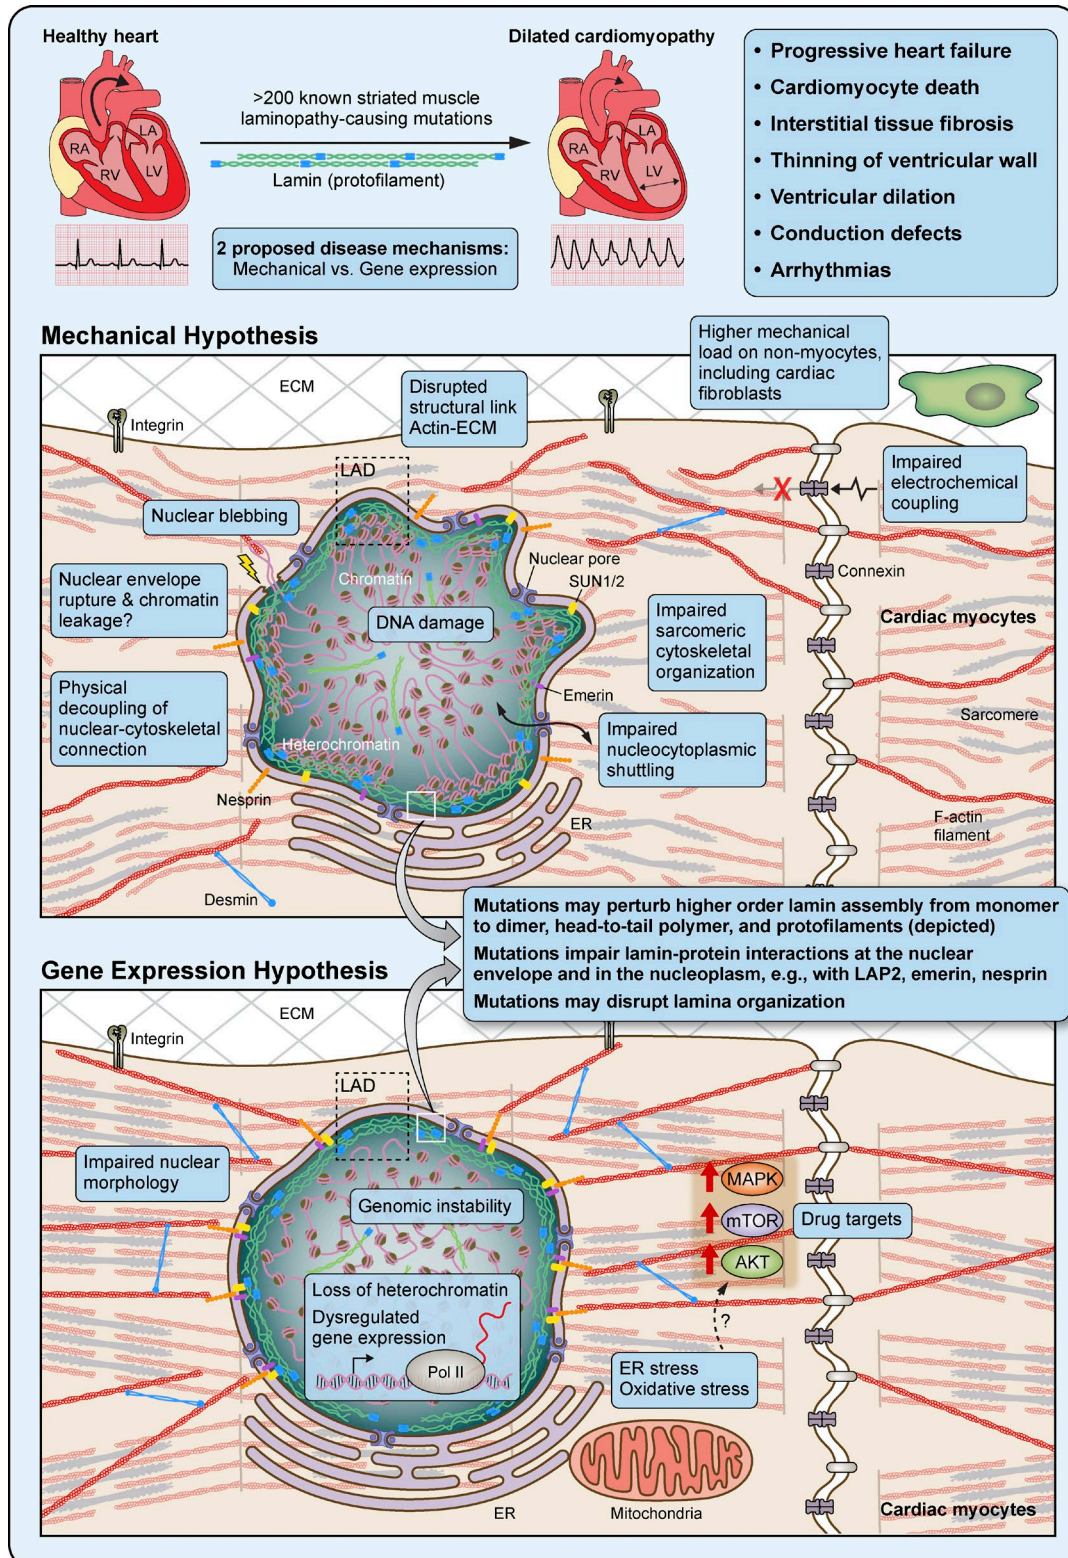 Healthy heart
Dilated cardiomyopathy
>200 known striated muscle
laminopathy-causing mutations
Lamin (protofilament)
RA
LA
RV
LV
RA
LA
RV
LV
2 proposed disease mechanisms:
Mechanical vs. Gene expression
• Progressive heart failure
• Cardiomyocyte death
• Interstitial tissue fibrosis
• Thinning of ventricular wall
• Ventricular dilation
• Conduction defects
• Arrhythmias
Mechanical Hypothesis
ECM
Integrin
Disrupted
structural link
Actin-ECM
Higher mechanical
load on non-myocytes,
including cardiac
fibroblasts
LAD
Impaired
electrochemical
coupling
X
Nuclear blebbing
Nuclear pore
SUN1/2
Connexin
Chromatin
Nuclear envelope
rupture & chromatin
leakage?
DNA damage
Impaired
sarcomeric
cytoskeletal
organization
Cardiac myocytes
Physical
decoupling of
nuclear-cytoskeletal
connection
Emerin
Sarcomere
Heterochromatin
Impaired
nucleocytoplasmic
shuttling
Nesprin
ER
F-actin
filament
Desmin
Mutations may perturb higher order lamin assembly from monomer
to dimer, head-to-tail polymer, and protofilaments (depicted)
Mutations impair lamin-protein interactions at the nuclear
envelope and in the nucleoplasm, e.g., with LAP2, emerin, nesprin
Mutations may disrupt lamina organization
Gene Expression Hypothesis
ECM
Integrin
LAD
Impaired nuclear
morphology
Genomic instability
MAPK
mTOR
AKT
Drug targets
Loss of heterochromatin
Dysregulated
gene expression
Pol II
?
ER stress
Oxidative stress
ER
Mitochondria
Cardiac myocytes